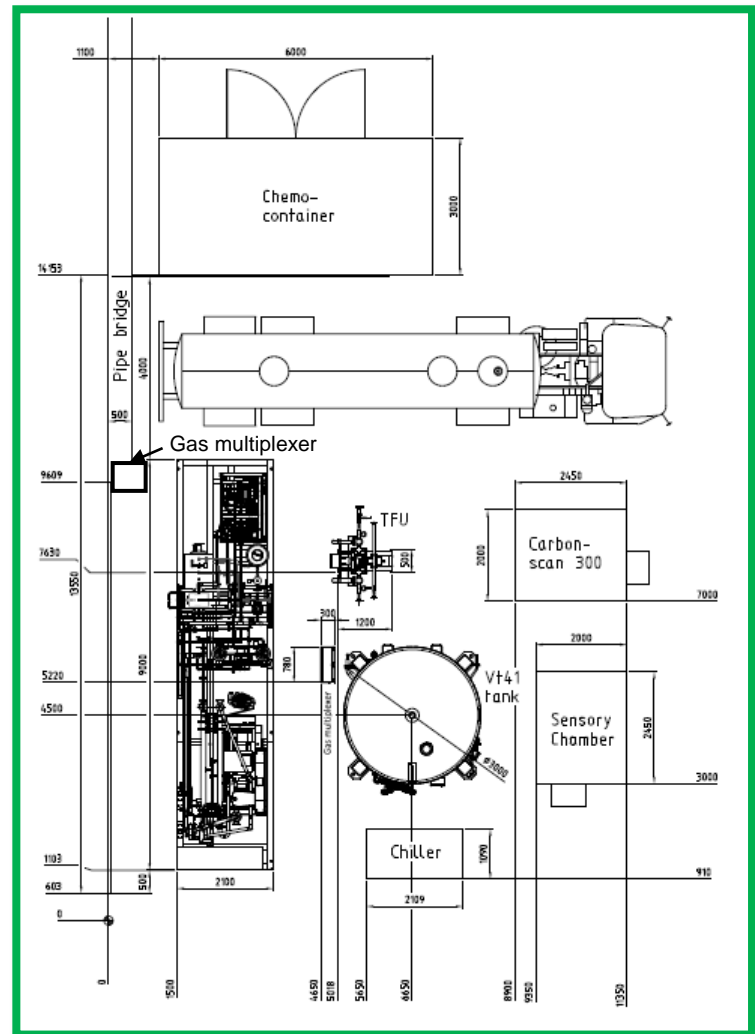 1100
6000
Chemo-
container
3000
14153
Pipe bridge
4000
500
Gas multiplexer
9609
2450
TFU
Carbon-
scan 300
2000
7630
500
13550
7000
300
1200
9000
2000
780
5220
Vt41
tank
4500
Gas multiplexer
Sensory
Chamber
2450
ø3000
3000
Chiller
1090
1103
910
603
500
2100
2109
0
0
1500
4650
5018
5650
6650
8900
9350
11350